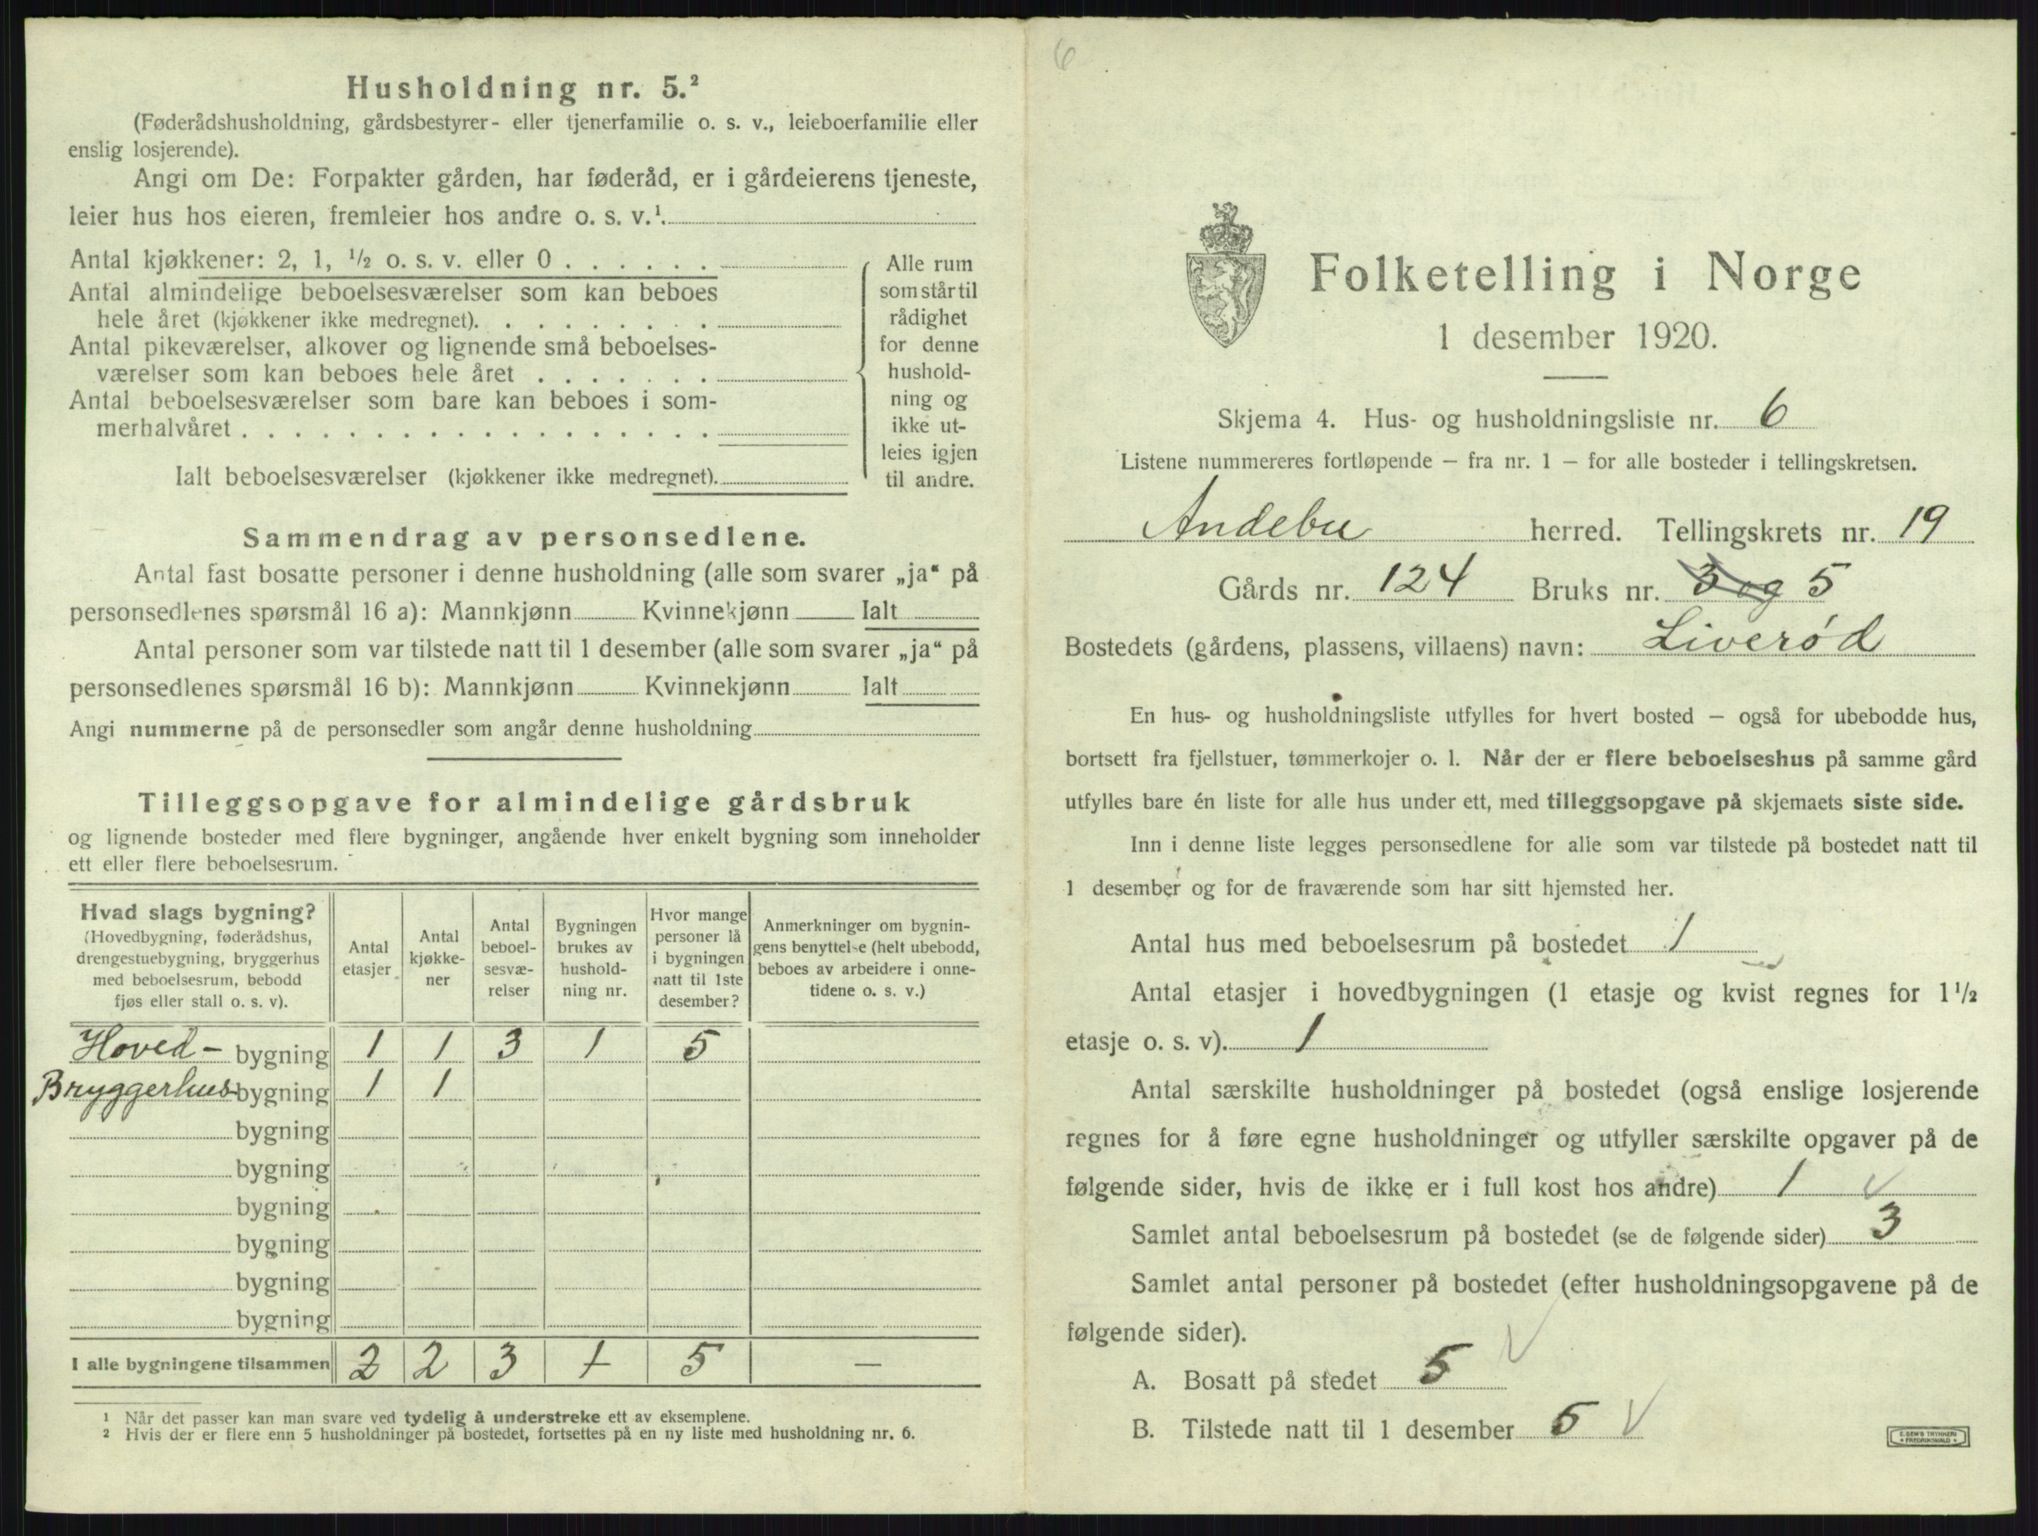 Husholdning nr. 5.²
(Føderådshusholdning, gårdsbestyrer- eller tjenerfamilie o. s. v., leieboerfamilie eller
enslig losjerende).
Angi om De: Forpakter gården, har føderåd, er i gårdeierens tjeneste,
leier hus hos eieren, fremleier hos andre o. s. v.¹
Antal kjøkkener: 2, 1, ½ o. s. v. eller 0 . . . . . .
Antal almindelige beboelsesværelser som kan beboes
hele året (kjøkkener ikke medregnet). . . . . . . . .
Antal pikeværelser, alkover og lignende små beboelses-
værelser som kan beboes hele året . . . . . . .
Antal beboelsesværelser som bare kan beboes i som-
merhalvåret . . . . . . . . . . . . . . . . . .
Ialt beboelsesværelser (kjøkkener ikke medregnet).
Alle rum
som står til
rådighet
for denne
hushold-
ning og
ikke ut-
leies igjen
til andre.
Sammendrag av personsedlene.
Antal fast bosatte personer i denne husholdning (alle som svarer „ja“ på
personsedlenes spørsmål 16 a): Mannkjønn Kvinnekjønn Ialt
Antal personer som var tilstede natt til 1 desember (alle som svarer „ja“ på
personsedlenes spørsmål 16 b): Mannkjønn Kvinnekjønn Ialt
Angi nummerne på de personsedler som angår denne husholdning
Tilleggsopgave for almindelige gårdsbruk
og lignende bosteder med flere bygninger, angående hver enkelt bygning som inneholder
ett eller flere beboelsesrum.
Hvad slags bygning?
(Hovedbygning, føderådshus,
drengestuebygning, bryggerhus
med beboelsesrum, bebodd
fjøs eller stall o. s. v).
Antal
etasjer
Antal
kjøkke-
ner
Antal
beboel-
sesvæ-
relser
Bygningen
brukes av
hushold-
ning nr.
Hvor mange
personer lå
i bygningen
natt til 1ste
desember?
Anmerkninger om bygnin-
gens benyttelse (helt ubebodd,
beboes av arbeidere i onne-
tidene o. s. v.)
Hoved- bygning 1 1 3 1 5
Bryggerhus- bygning 1 1
bygning
bygning
bygning
bygning
bygning
bygning
I alle bygningene tilsammen 2 2 3 1 5 —
¹ Når det passer kan man svare ved tydelig å understreke ett av eksemplene.
² Hvis der er flere enn 5 husholdninger på bostedet, fortsettes på en ny liste med husholdning nr. 6.
6
Folketelling i Norge
1 desember 1920.
Skjema 4. Hus- og husholdningsliste nr. 6
Listene nummereres fortløpende — fra nr. 1 — for alle bosteder i tellingskretsen.
Andebu herred. Tellingskrets nr. 19
Gårds nr. 124 Bruks nr. 3 og 5
Bostedets (gårdens, plassens, villaens) navn: Liverød
En hus- og husholdningsliste utfylles for hvert bosted — også for ubebodde hus,
bortsett fra fjellstuer, tømmerkojer o. l. Når der er flere beboelseshus på samme gård
utfylles bare én liste for alle hus under ett, med tilleggsopgave på skjemaets siste side.
Inn i denne liste legges personsedlene for alle som var tilstede på bostedet natt til
1 desember og for de fraværende som har sitt hjemsted her.
Antal hus med beboelsesrum på bostedet 1
Antal etasjer i hovedbygningen (1 etasje og kvist regnes for 1½
etasje o. s. v). 1
Antal særskilte husholdninger på bostedet (også enslige losjerende
regnes for å føre egne husholdninger og utfyller særskilte opgaver på de
følgende sider, hvis de ikke er i full kost hos andre) 1
Samlet antal beboelsesrum på bostedet (se de følgende sider) 3
Samlet antal personer på bostedet (efter husholdningsopgavene på de
følgende sider).
A. Bosatt på stedet 5
B. Tilstede natt til 1 desember 5
E. SEM'S TRYKKERI
FREDRIKSHALD